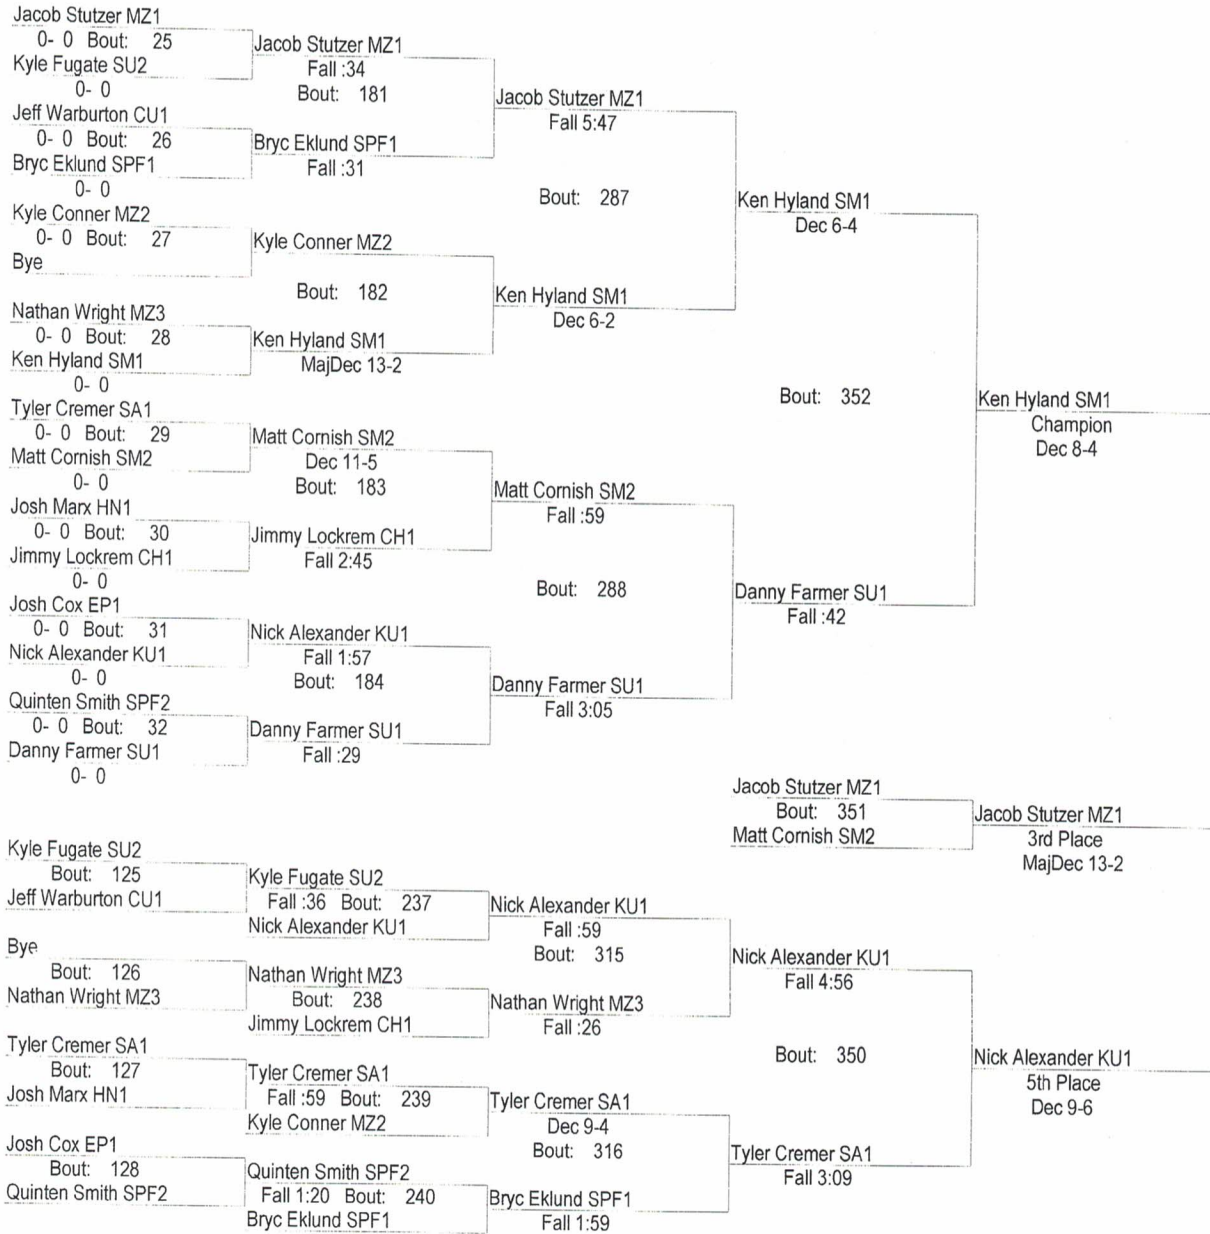 Jacob Stutzer MZ1
0- 0 Bout: 25
Kyle Fugate SU2
0- 0
Jeff Warburton CU1
0- 0 Bout: 26
Bryc Eklund SPF1
0- 0
Kyle Conner MZ2
0- 0 Bout: 27
Bye
Nathan Wright MZ3
0- 0 Bout: 28
Ken Hyland SM1
0- 0
Tyler Cremer SA1
0- 0 Bout: 29
Matt Cornish SM2
0- 0
Josh Marx HN1
0- 0 Bout: 30
Jimmy Lockrem CH1
0- 0
Josh Cox EP1
0- 0 Bout: 31
Nick Alexander KU1
0- 0
Quinten Smith SPF2
0- 0 Bout: 32
Danny Farmer SU1
0- 0
Jacob Stutzer MZ1
Fall :34
Bout: 181
Bryc Eklund SPF1
Fall :31
Kyle Conner MZ2
Bout: 182
Ken Hyland SM1
MajDec 13-2
Matt Cornish SM2
Dec 11-5
Bout: 183
Jimmy Lockrem CH1
Fall 2:45
Nick Alexander KU1
Fall 1:57
Bout: 184
Danny Farmer SU1
Fall :29
Jacob Stutzer MZ1
Fall 5:47
Bout: 287
Ken Hyland SM1
Dec 6-2
Matt Cornish SM2
Fall :59
Bout: 288
Danny Farmer SU1
Fall 3:05
Ken Hyland SM1
Dec 6-4
Bout: 352
Danny Farmer SU1
Fall :42
Ken Hyland SM1
Champion
Dec 8-4
Jacob Stutzer MZ1
Bout: 351
Matt Cornish SM2
Jacob Stutzer MZ1
3rd Place
MajDec 13-2
Kyle Fugate SU2
Bout: 125
Jeff Warburton CU1
Bye
Bout: 126
Nathan Wright MZ3
Tyler Cremer SA1
Bout: 127
Josh Marx HN1
Josh Cox EP1
Bout: 128
Quinten Smith SPF2
Kyle Fugate SU2
Fall :36 Bout: 237
Nick Alexander KU1
Nathan Wright MZ3
Bout: 238
Jimmy Lockrem CH1
Tyler Cremer SA1
Fall :59 Bout: 239
Kyle Conner MZ2
Quinten Smith SPF2
Fall 1:20 Bout: 240
Bryc Eklund SPF1
Nick Alexander KU1
Fall :59
Bout: 315
Nathan Wright MZ3
Fall :26
Tyler Cremer SA1
Dec 9-4
Bout: 316
Bryc Eklund SPF1
Fall 1:59
Nick Alexander KU1
Fall 4:56
Bout: 350
Tyler Cremer SA1
Fall 3:09
Nick Alexander KU1
5th Place
Dec 9-6